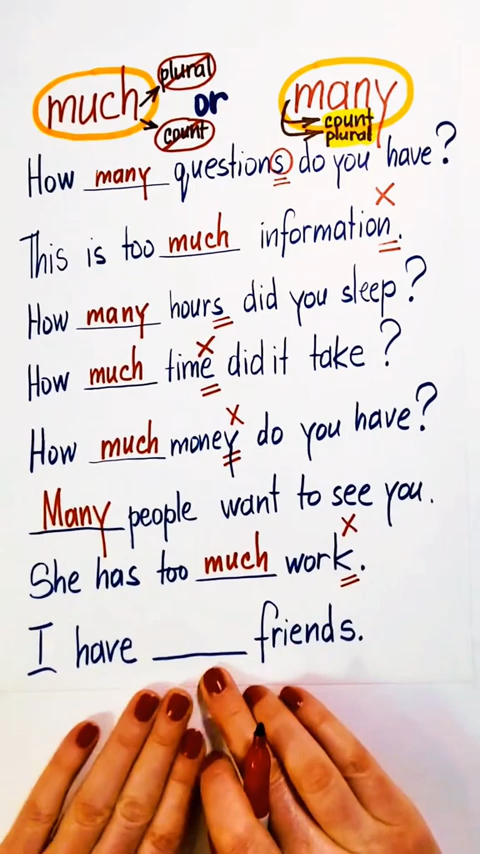 much plural or count many count plural
How many questions do you have?
This is too much information.
How many hours did you sleep?
How much time did it take?
How much money do you have?
Many people want to see you.
She has too much work.
I have ______ friends.